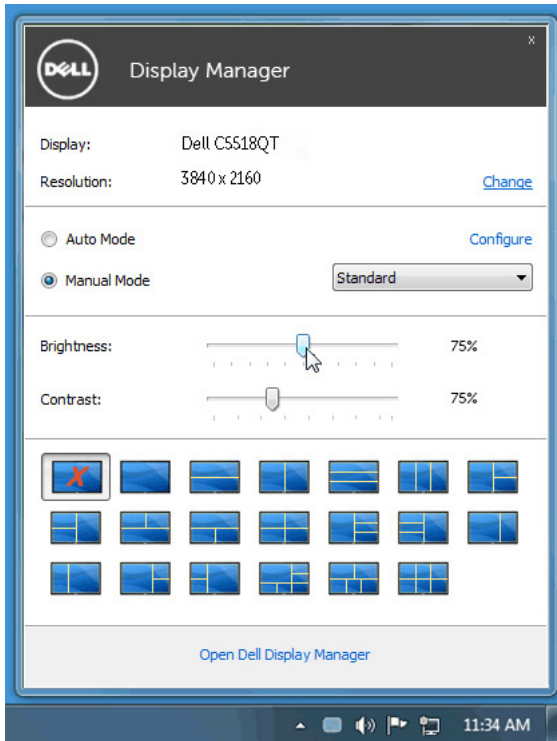 DELL Display Manager x
Display: Dell C5518QT
Resolution: 3840 x 2160 Change
Auto Mode Configure
Manual Mode Standard
Brightness: 75%
Contrast: 75%
Open Dell Display Manager
11:34 AM